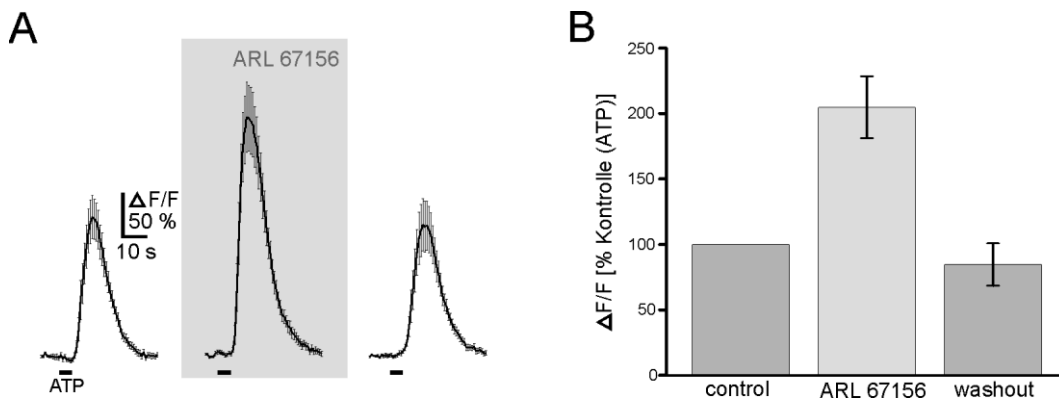 A
ARL 67156
ΔF/F
50 %
10 s
ATP
B
ΔF/F [% Kontrolle (ATP)]
250
200
150
100
50
0
control
ARL 67156
washout